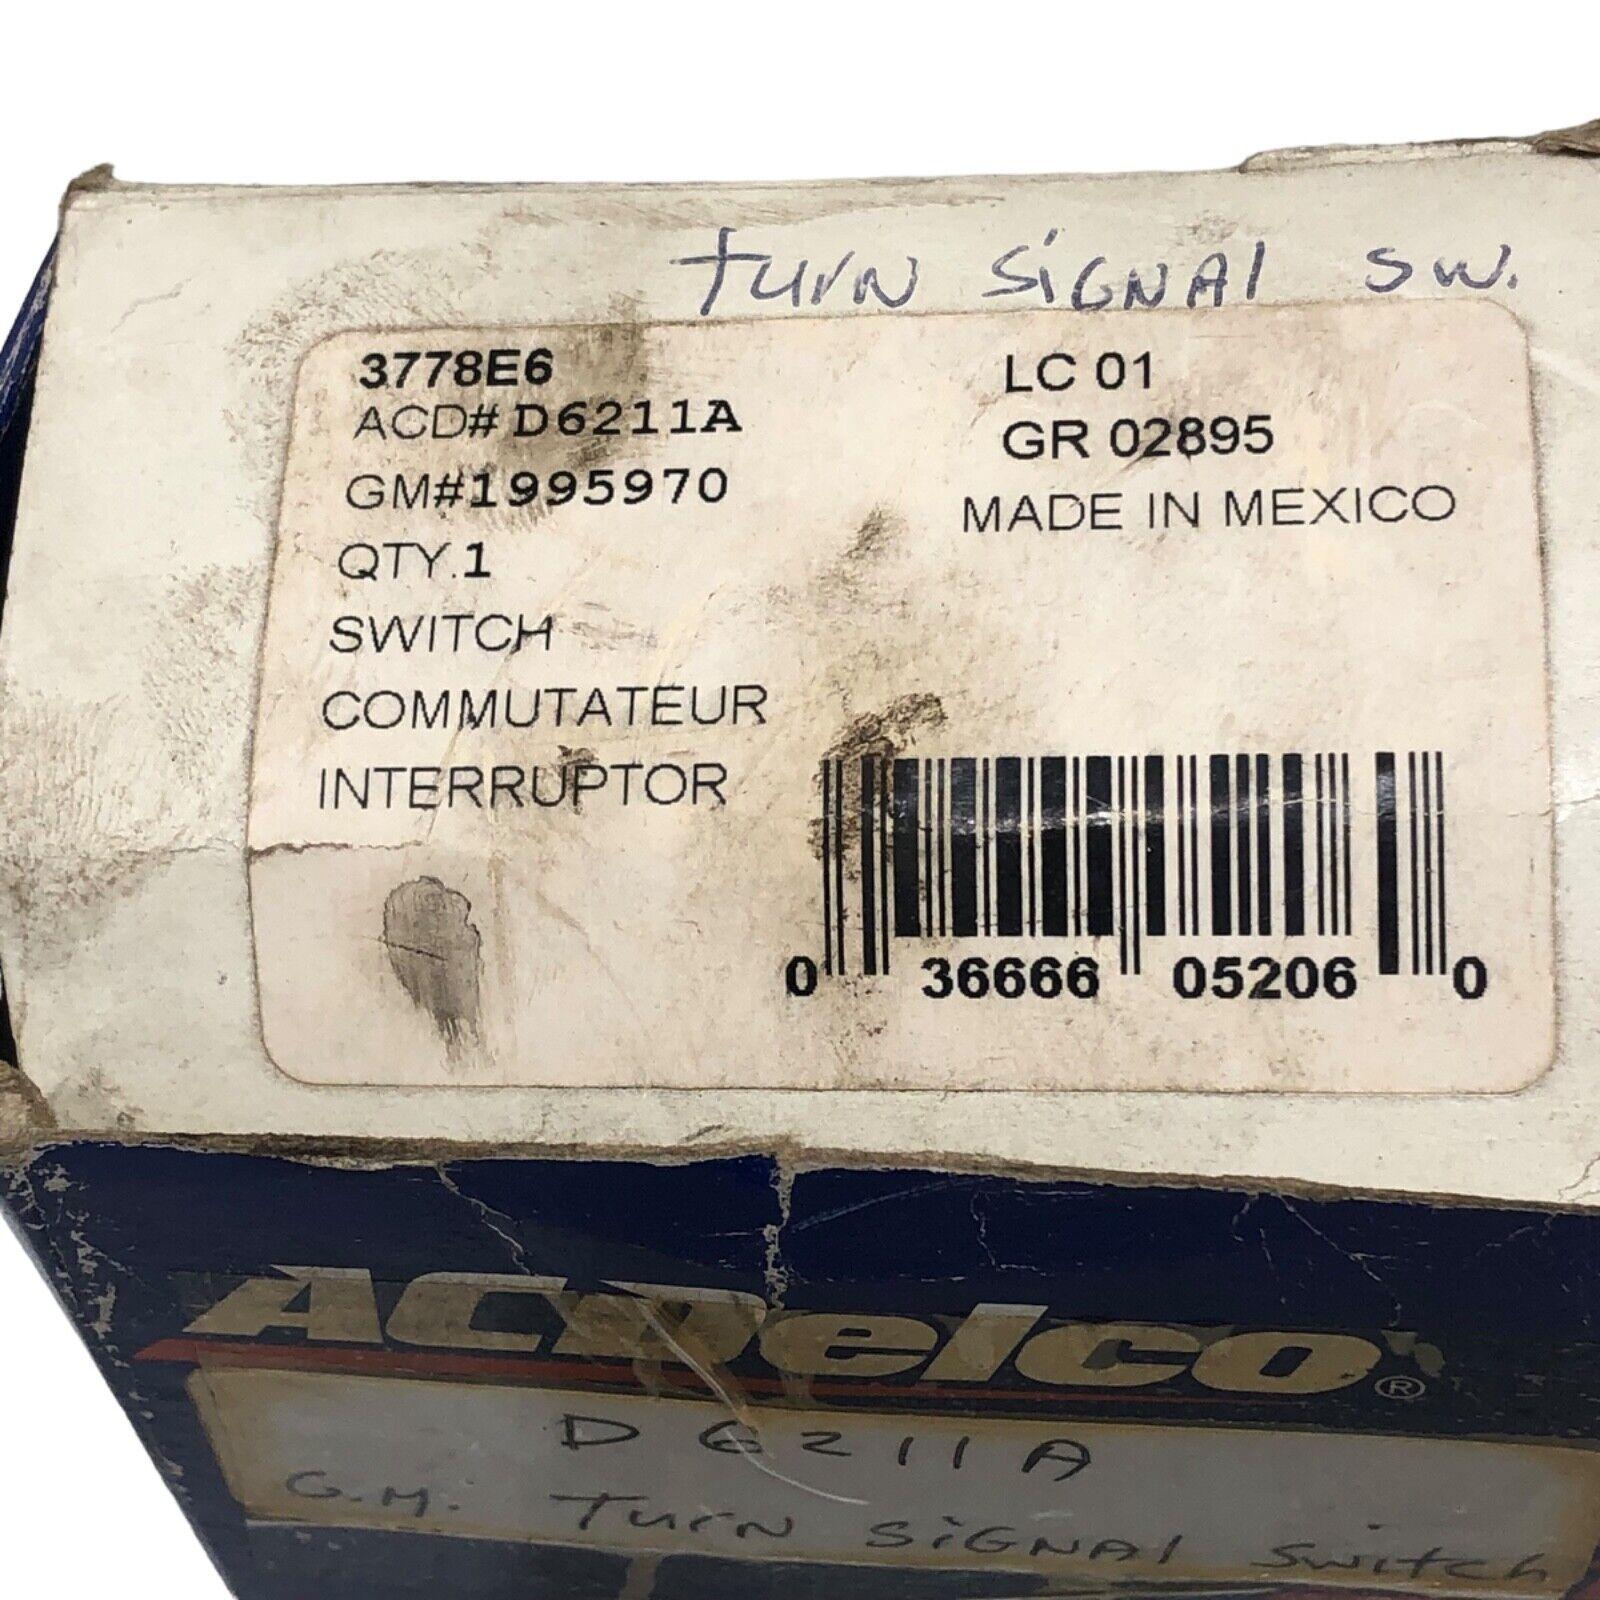 turn signal sw.
3778E6
ACD# D6211A
GM#1995970
QTY.1
SWITCH
COMMUTATEUR
INTERRUPTOR
LC 01
GR 02895
MADE IN MEXICO
0 36666 05206 0
ACDelco®
D6211A
G.M. Turn signal switch